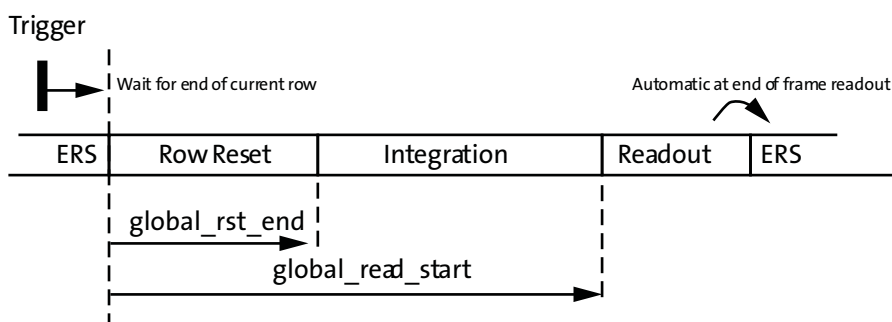 Trigger
Wait for end of current row
Automatic at end of frame readout
ERS Row Reset Integration Readout ERS
global_rst_end
global_read_start